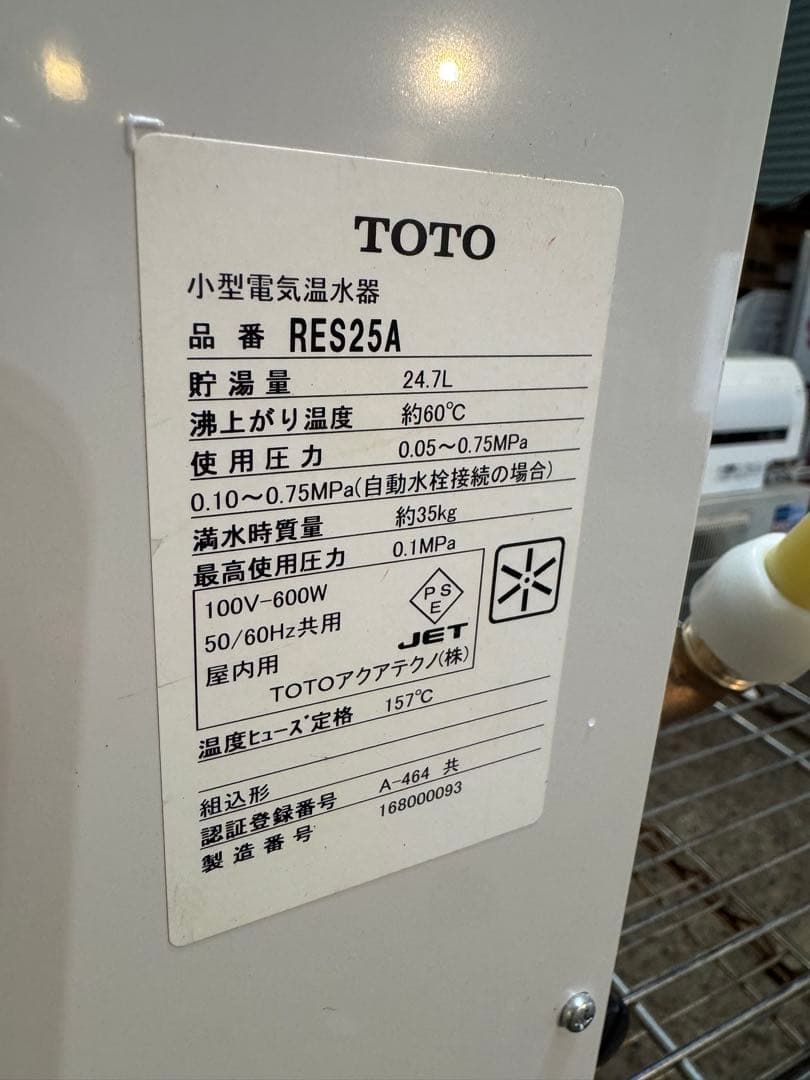 TOTO
小型電気温水器
品番 RES25A
貯湯量 24.7L
沸上がり温度 約60℃
使用圧力 0.05～0.75MPa
0.10～0.75MPa(自動水栓接続の場合)
満水時質量 約35kg
最高使用圧力 0.1MPa
100V-600W
50/60Hz共用
屋内用
PSE
JET
TOTOアクアテクノ(株)
温度ヒューズ定格 157℃
組込形
認証登録番号 A-464 共
製造番号 168000093